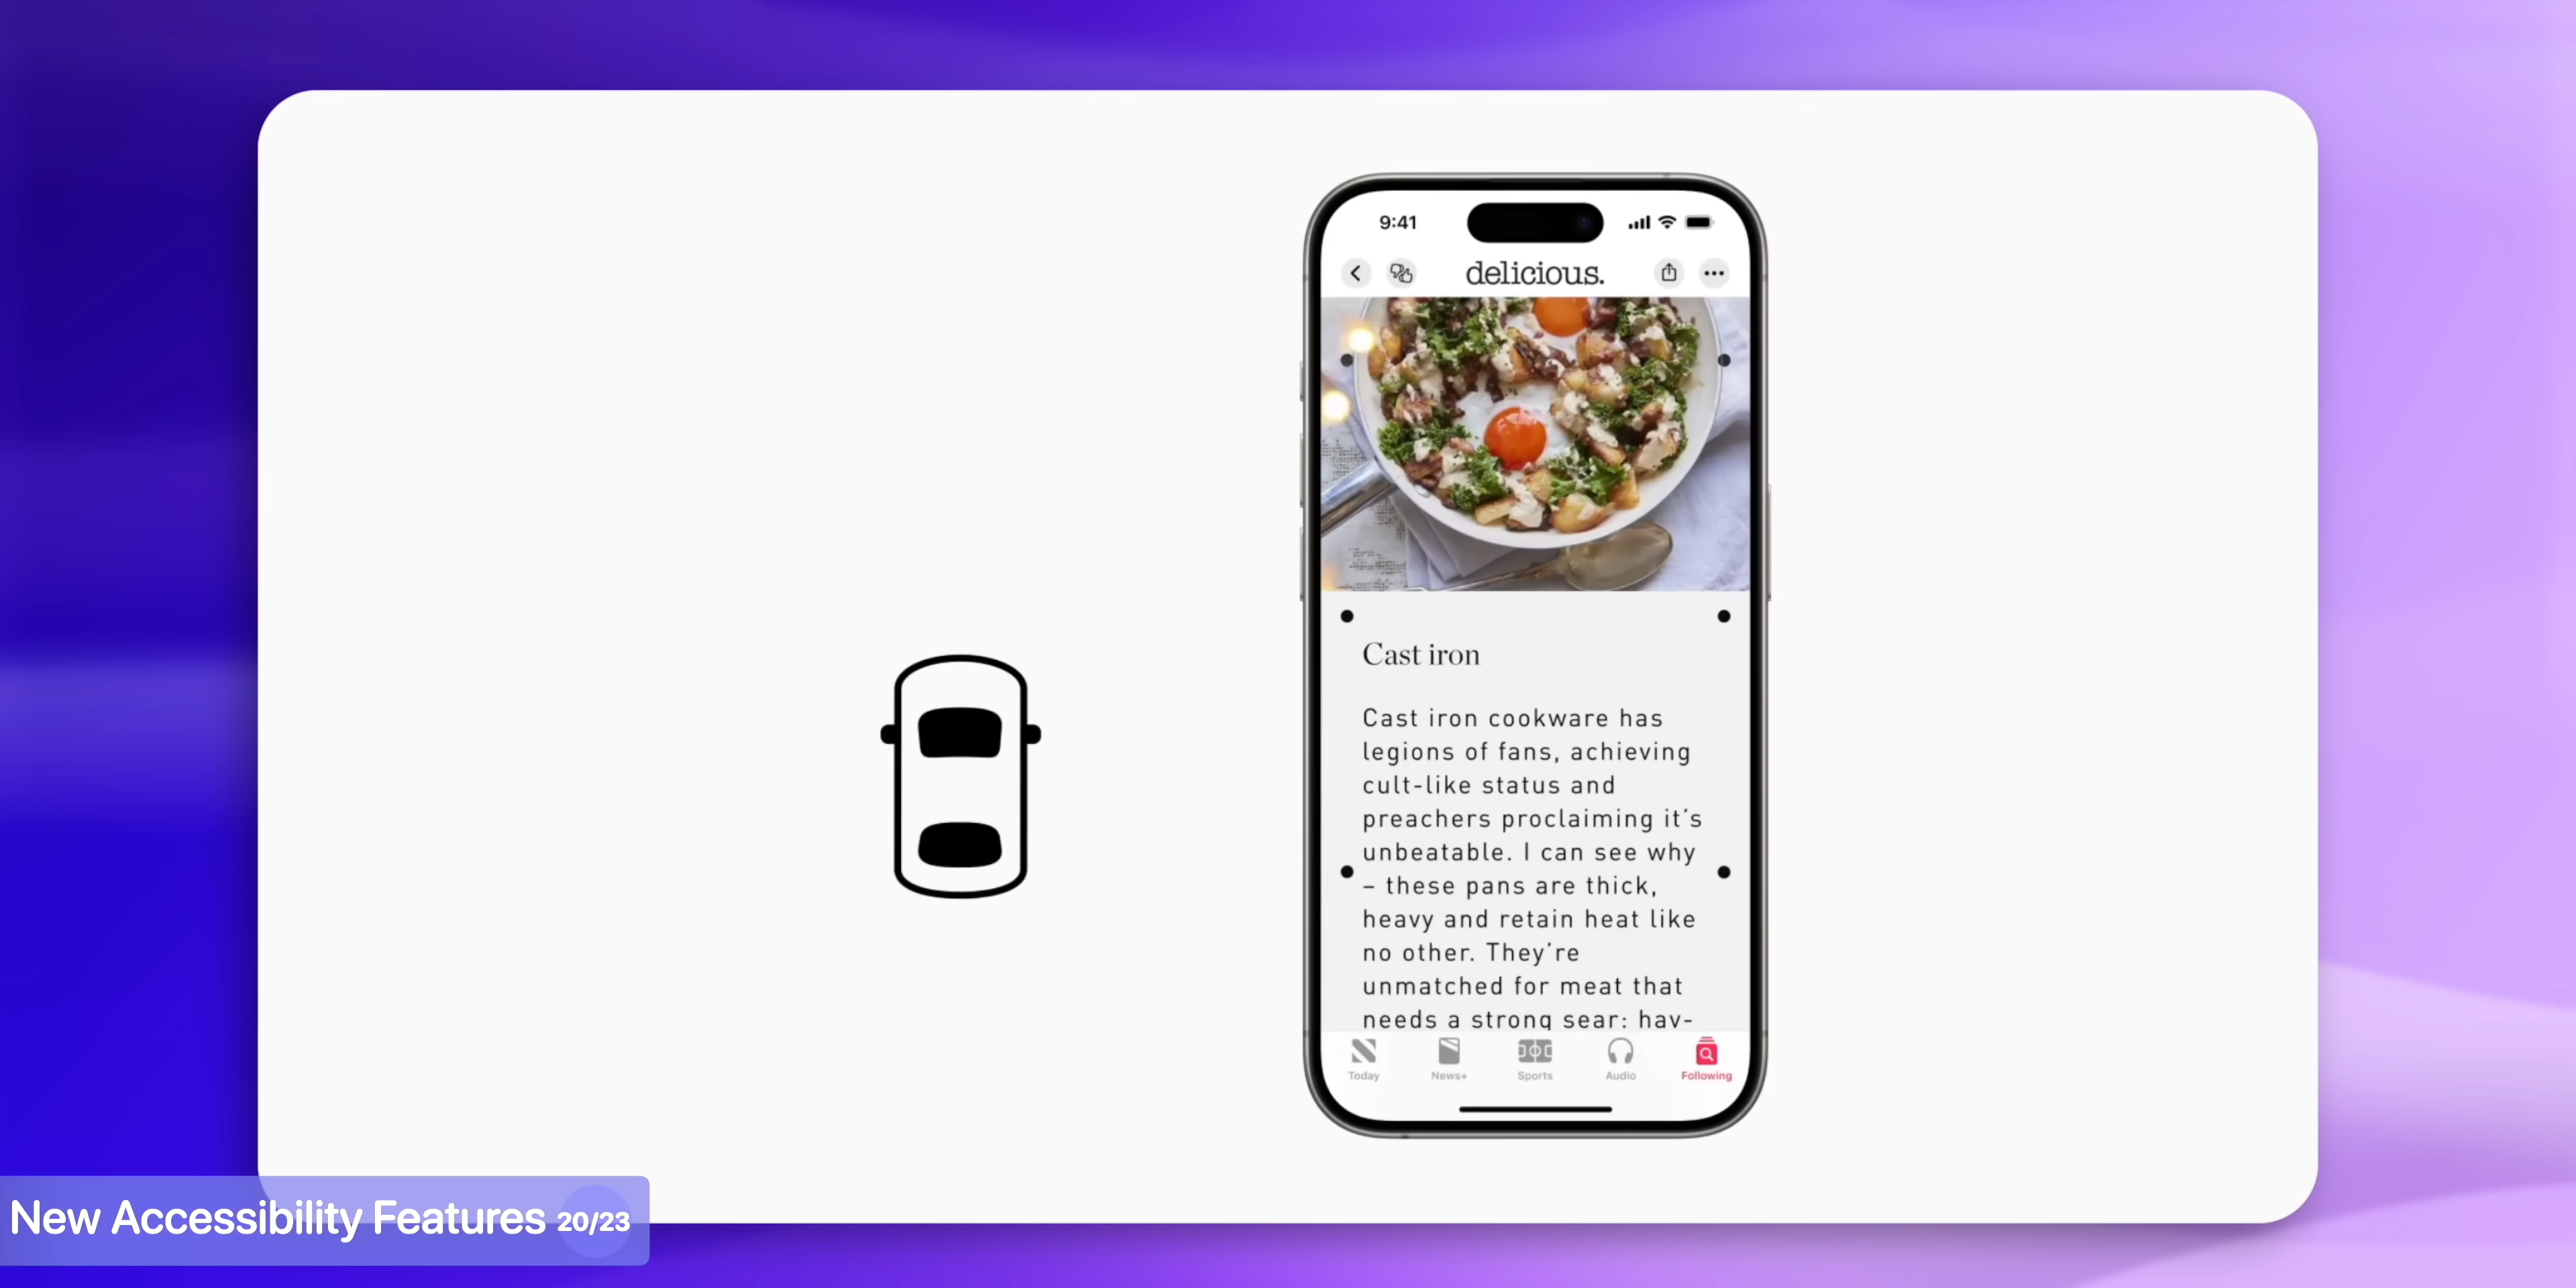 9:41
delicious.
Cast iron
Cast iron cookware has
legions of fans, achieving
cult-like status and
preachers proclaiming it's
unbeatable. I can see why
– these pans are thick,
heavy and retain heat like
no other. They're
unmatched for meat that
needs a strong sear: hav-
Today
News+
Sports
Audio
Following
New Accessibility Features 20/23